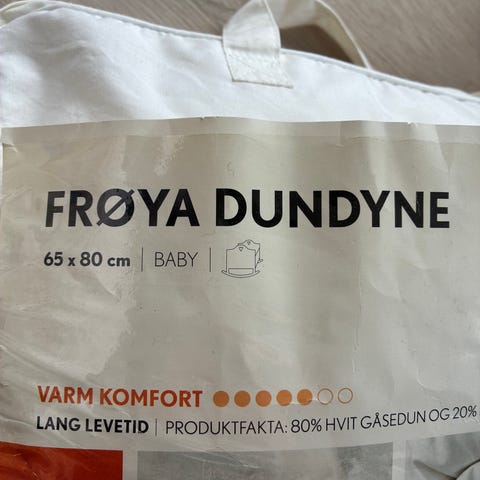 FRØYA DUNDYNE
65 x 80 cm | BABY |
VARM KOMFORT
LANG LEVETID | PRODUKTFAKTA: 80% HVIT GÅSEDUN OG 20%